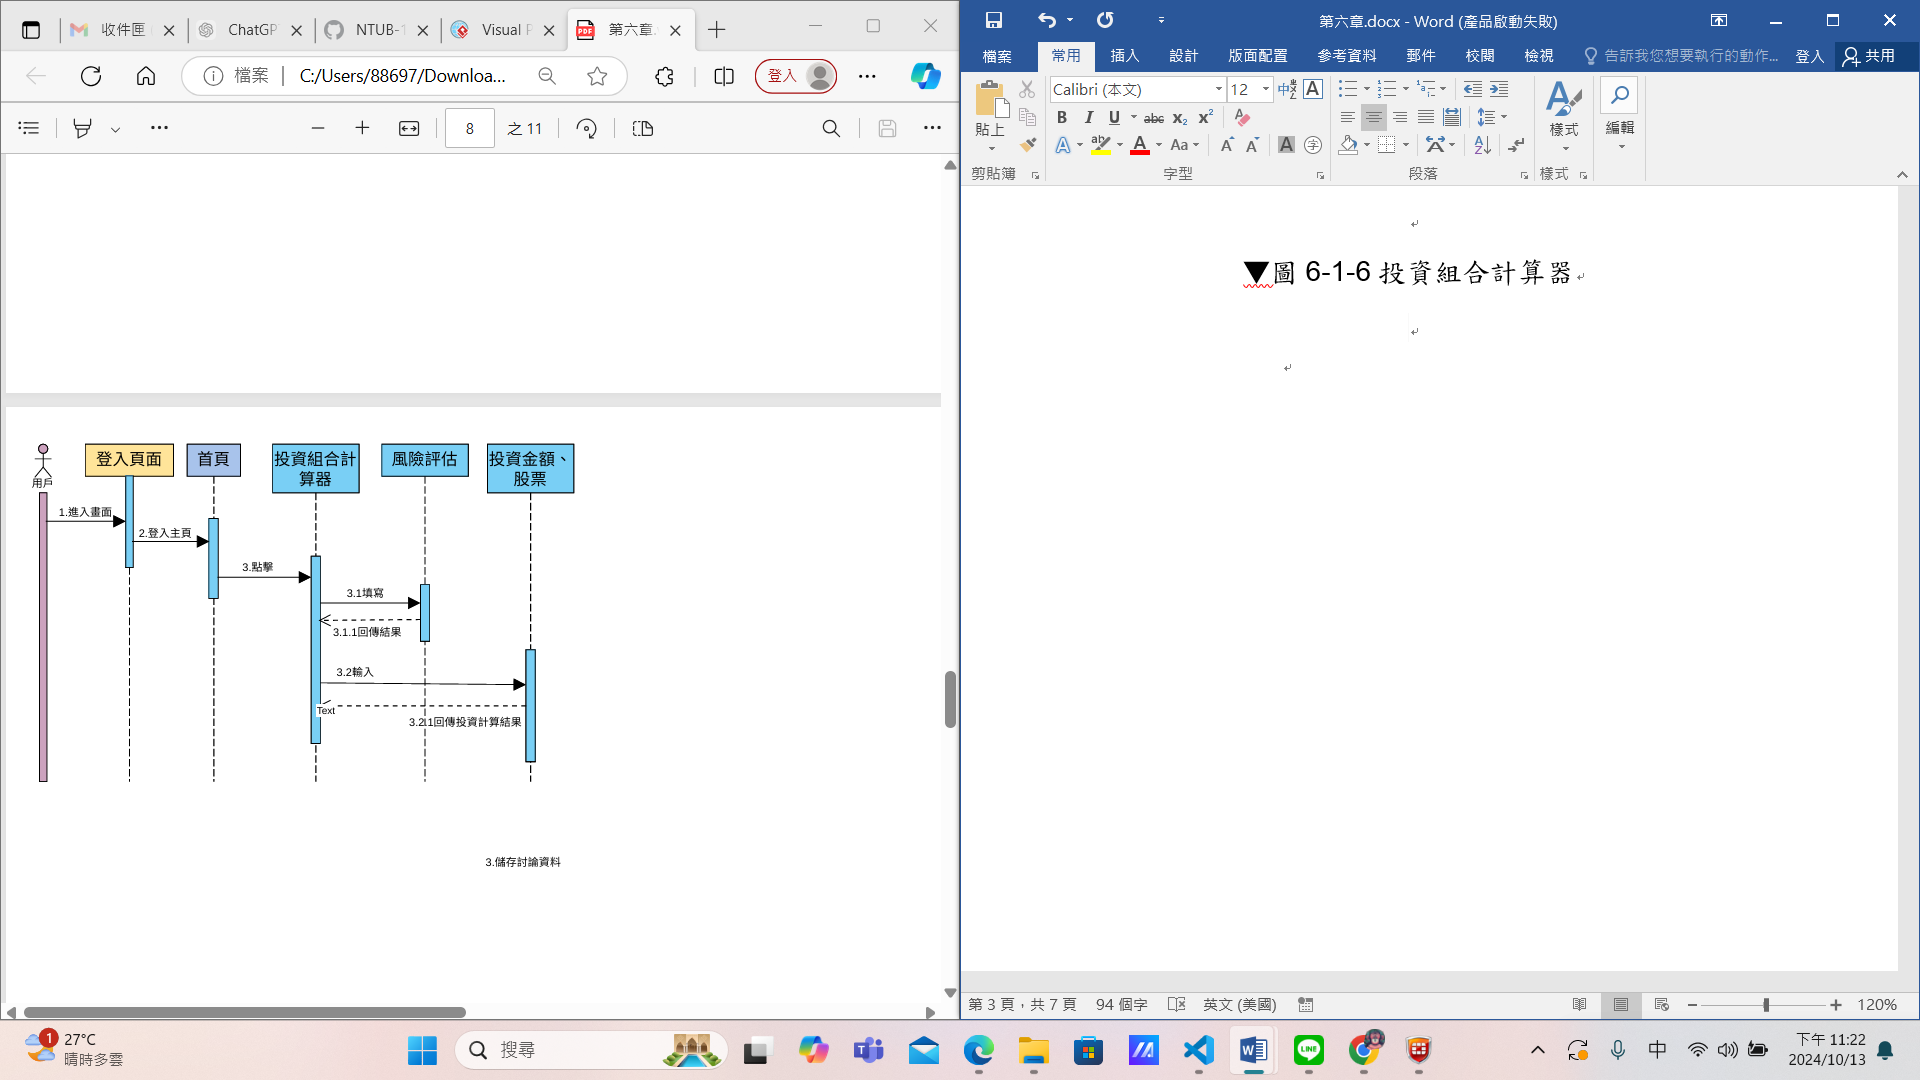 收件匣
ChatGP
NTUB-1
Visual P
第六章.
檔案
C:/Users/88697/Downloa...
登入
8
之 11
用戶
登入頁面
首頁
投資組合計
算器
風險評估
投資金額、
股票
1.進入畫面
2.登入主頁
3.點擊
3.1填寫
3.1.1回傳結果
3.2輸入
Text
3.2.1回傳投資計算結果
3.儲存討論資料
第六章.docx - Word (產品啟動失敗)
檔案
常用
插入
設計
版面配置
參考資料
郵件
校閱
檢視
告訴我您想要執行的動作...
登入
共用
貼上
Calibri (本文)
12
樣式
編輯
剪貼簿
字型
段落
樣式
▼圖 6-1-6 投資組合計算器
第 3 頁，共 7 頁
94 個字
英文 (美國)
120%
1
27°C
晴時多雲
搜尋
中
下午 11:22
2024/10/13